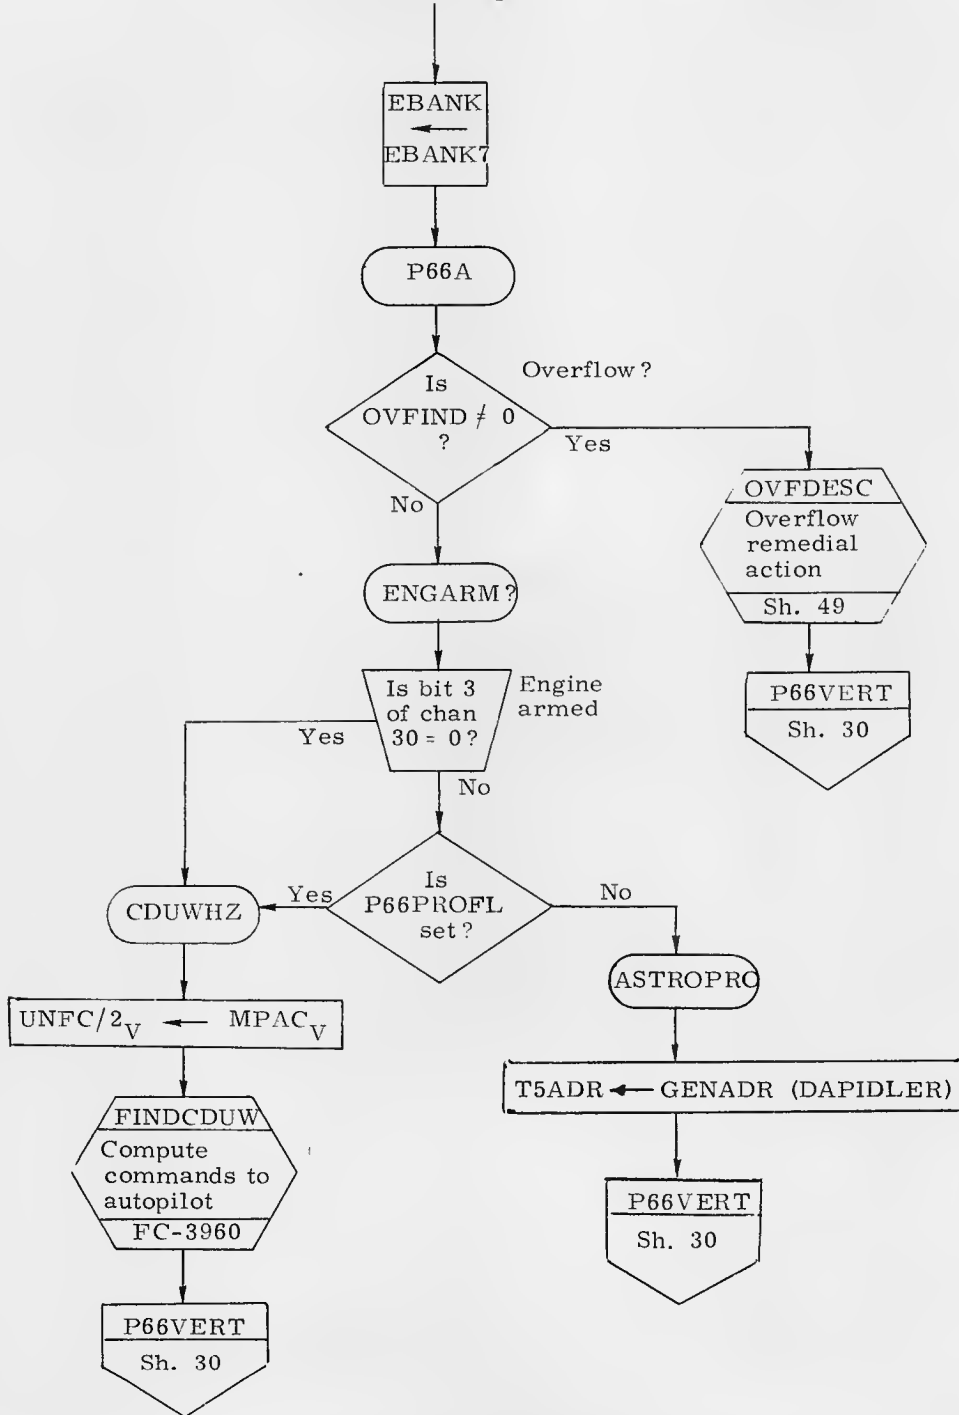 EBANK
←
EBANK7
P66A
Overflow?
Is
OVFIND ≠ 0
?
Yes
No
OVFDESC
Overflow
remedial
action
Sh. 49
ENGARM?
P66VERT
Sh. 30
Is bit 3
of chan
30 = 0?
Engine
armed
Yes
No
Is
P66PROFL
set?
Yes
No
CDUWHZ
ASTROPRO
UNFC/2V ← MPACV
T5ADR ← GENADR (DAPIDLER)
FINDCDUW
Compute
commands to
autopilot
FC-3960
P66VERT
Sh. 30
P66VERT
Sh. 30